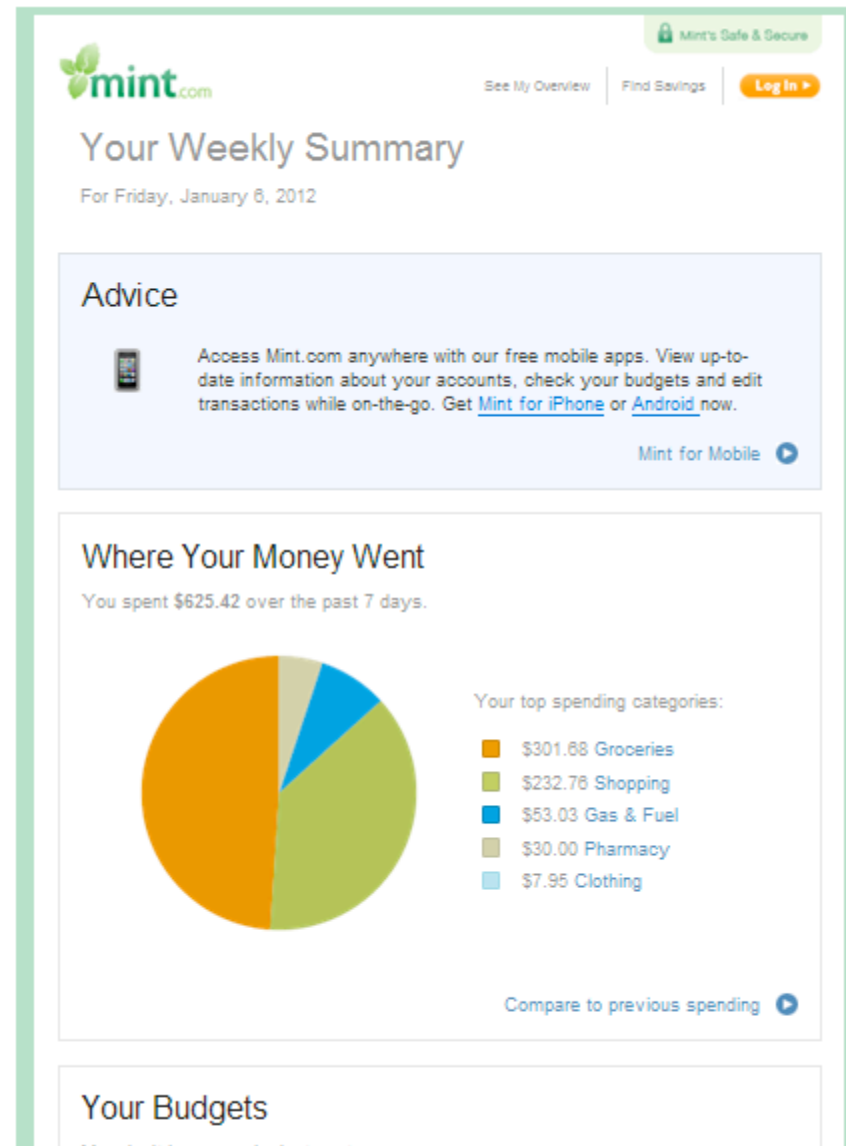 Mint's Safe & Secure
mint.com
See My Overview
Find Savings
Log In
Your Weekly Summary
For Friday, January 6, 2012
Advice
Access Mint.com anywhere with our free mobile apps. View up-to-
date information about your accounts, check your budgets and edit
transactions while on-the-go. Get Mint for iPhone or Android now.
Mint for Mobile
Where Your Money Went
You spent $625.42 over the past 7 days.
Your top spending categories:
$301.68 Groceries
$232.76 Shopping
$53.03 Gas & Fuel
$30.00 Pharmacy
$7.95 Clothing
Compare to previous spending
Your Budgets